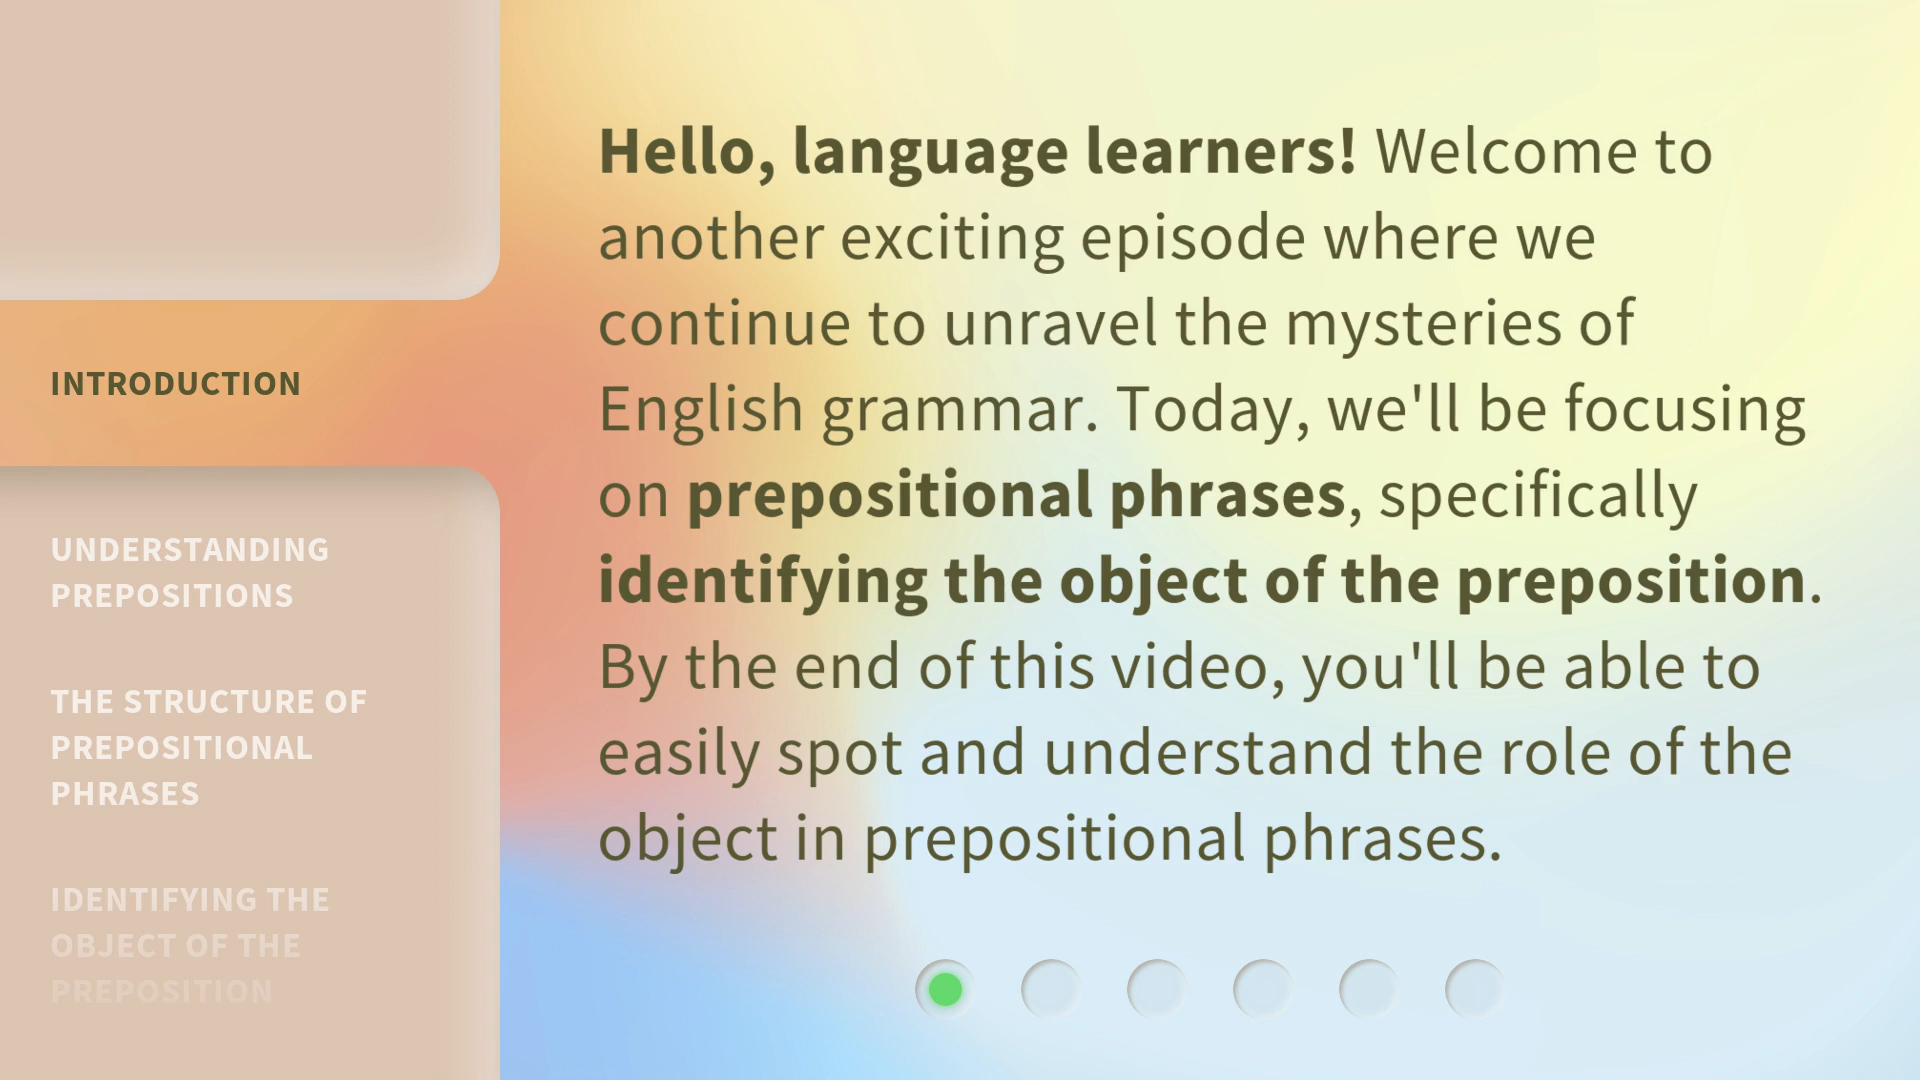 INTRODUCTION
UNDERSTANDING
PREPOSITIONS
THE STRUCTURE OF
PREPOSITIONAL
PHRASES
IDENTIFYING THE
OBJECT OF THE
PREPOSITION
Hello, language learners! Welcome to
another exciting episode where we
continue to unravel the mysteries of
English grammar. Today, we'll be focusing
on prepositional phrases, specifically
identifying the object of the preposition.
By the end of this video, you'll be able to
easily spot and understand the role of the
object in prepositional phrases.